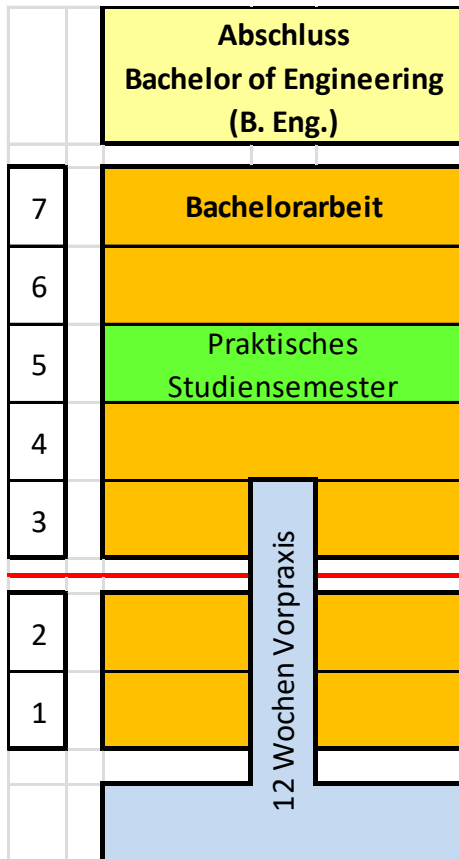 Abschluss
Bachelor of Engineering
(B. Eng.)
7
Bachelorarbeit
6
5
Praktisches
Studiensemester
4
3
2
1
12 Wochen Vorpraxis